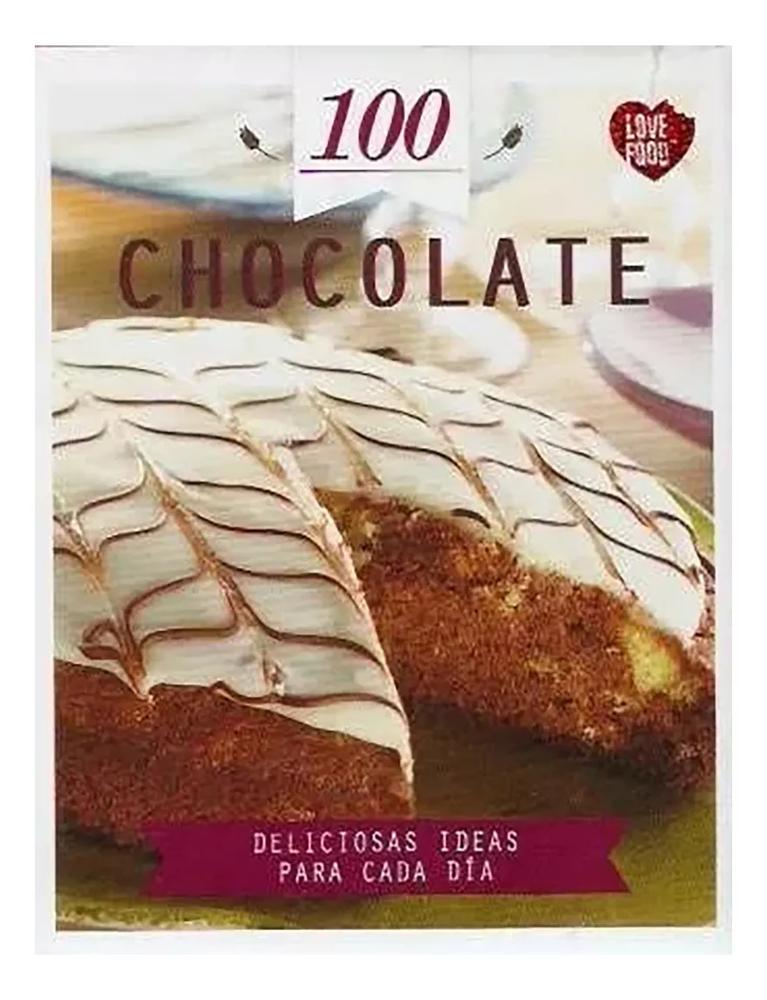 100
LOVE
FOOD
CHOCOLATE
DELICIOSAS IDEAS
PARA CADA DÍA